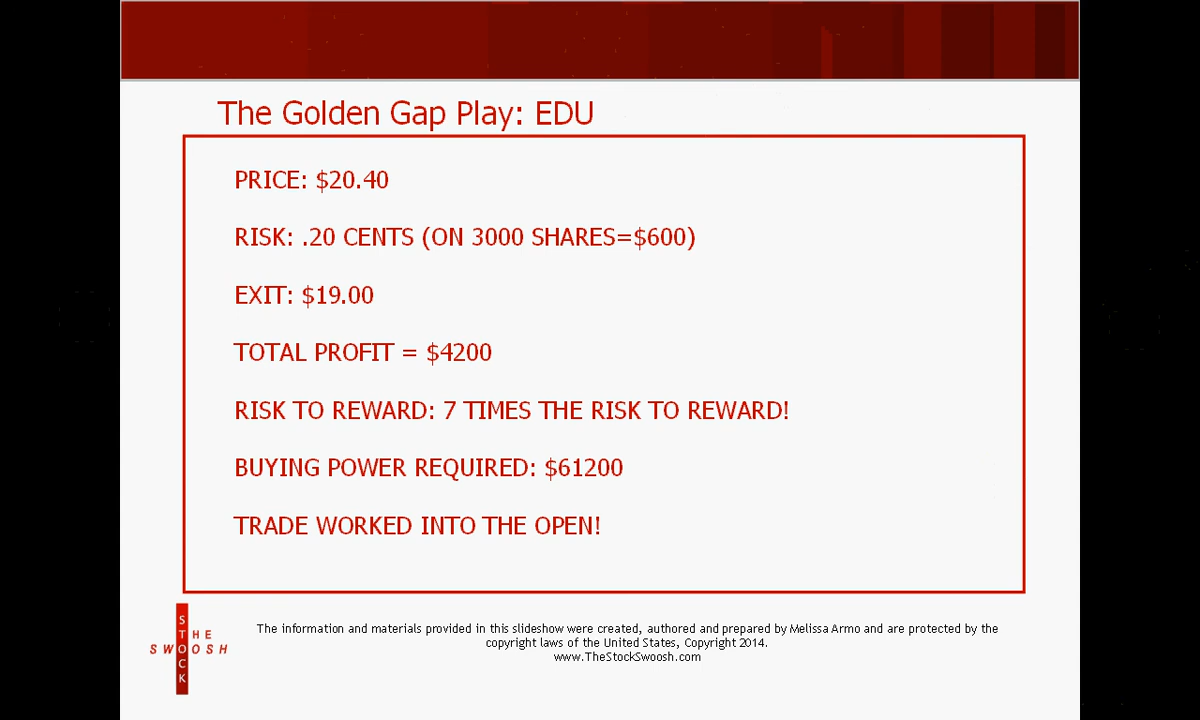 The Golden Gap Play: EDU
PRICE: $20.40
RISK: .20 CENTS (ON 3000 SHARES=$600)
EXIT: $19.00
TOTAL PROFIT = $4200
RISK TO REWARD: 7 TIMES THE RISK TO REWARD!
BUYING POWER REQUIRED: $61200
TRADE WORKED INTO THE OPEN!
THE
STOCK
SWOOSH
The information and materials provided in this slideshow were created, authored and prepared by Melissa Armo and are protected by the
copyright laws of the United States, Copyright 2014.
www.TheStockSwoosh.com